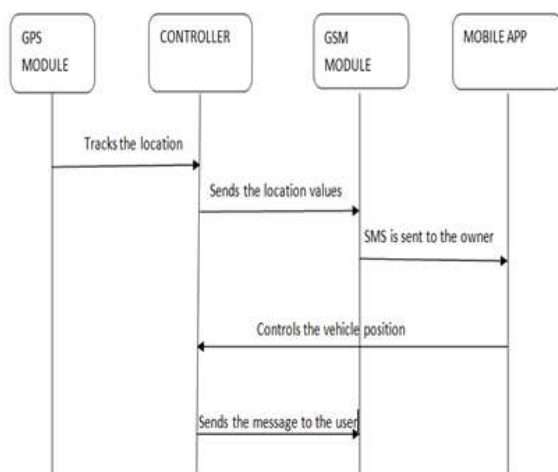 GPS
MODULE
CONTROLLER
GSM
MODULE
MOBILE APP
Tracks the location
Sends the location values
SMS is sent to the owner
Controls the vehicle position
Sends the message to the user